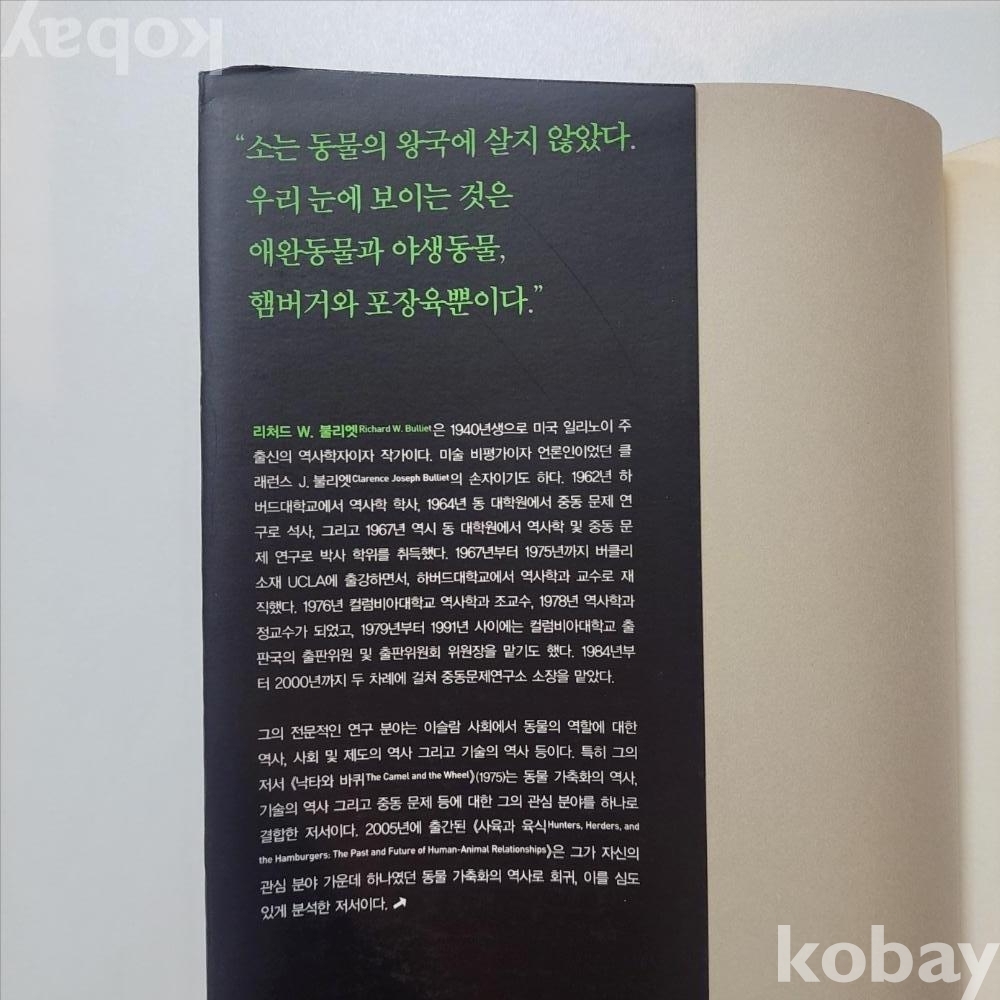 kobay
“소는 동물의 왕국에 살지 않았다.
우리 눈에 보이는 것은
애완동물과 야생동물,
햄버거와 포장육뿐이다.”
리처드 W. 불리엣Richard W. Bulliet은 1940년생으로 미국 일리노이 주
출신의 역사학자이자 작가이다. 미술 비평가이자 언론인이었던 클
래런스 J. 불리엣Clarence Joseph Bulliet의 손자이기도 하다. 1962년 하
버드대학교에서 역사학 학사, 1964년 동 대학원에서 중동 문제 연
구로 석사, 그리고 1967년 역시 동 대학원에서 역사학 및 중동 문
제 연구로 박사 학위를 취득했다. 1967년부터 1975년까지 버클리
소재 UCLA에 출강하면서, 하버드대학교에서 역사학과 교수로 재
직했다. 1976년 컬럼비아대학교 역사학과 조교수, 1978년 역사학과
정교수가 되었고, 1979년부터 1991년 사이에는 컬럼비아대학교 출
판국의 출판위원 및 출판위원회 위원장을 맡기도 했다. 1984년부
터 2000년까지 두 차례에 걸쳐 중동문제연구소 소장을 맡았다.
그의 전문적인 연구 분야는 이슬람 사회에서 동물의 역할에 대한
역사, 사회 및 제도의 역사 그리고 기술의 역사 등이다. 특히 그의
저서 《낙타와 바퀴The Camel and the Wheel》(1975)는 동물 가축화의 역사,
기술의 역사 그리고 중동 문제 등에 대한 그의 관심 분야를 하나로
결합한 저서이다. 2005년에 출간된 《사육과 육식Hunters, Herders, and
the Hamburgers: The Past and Future of Human-Animal Relationships》은 그가 자신의
관심 분야 가운데 하나였던 동물 가축화의 역사로 회귀, 이를 심도
있게 분석한 저서이다.
kobay